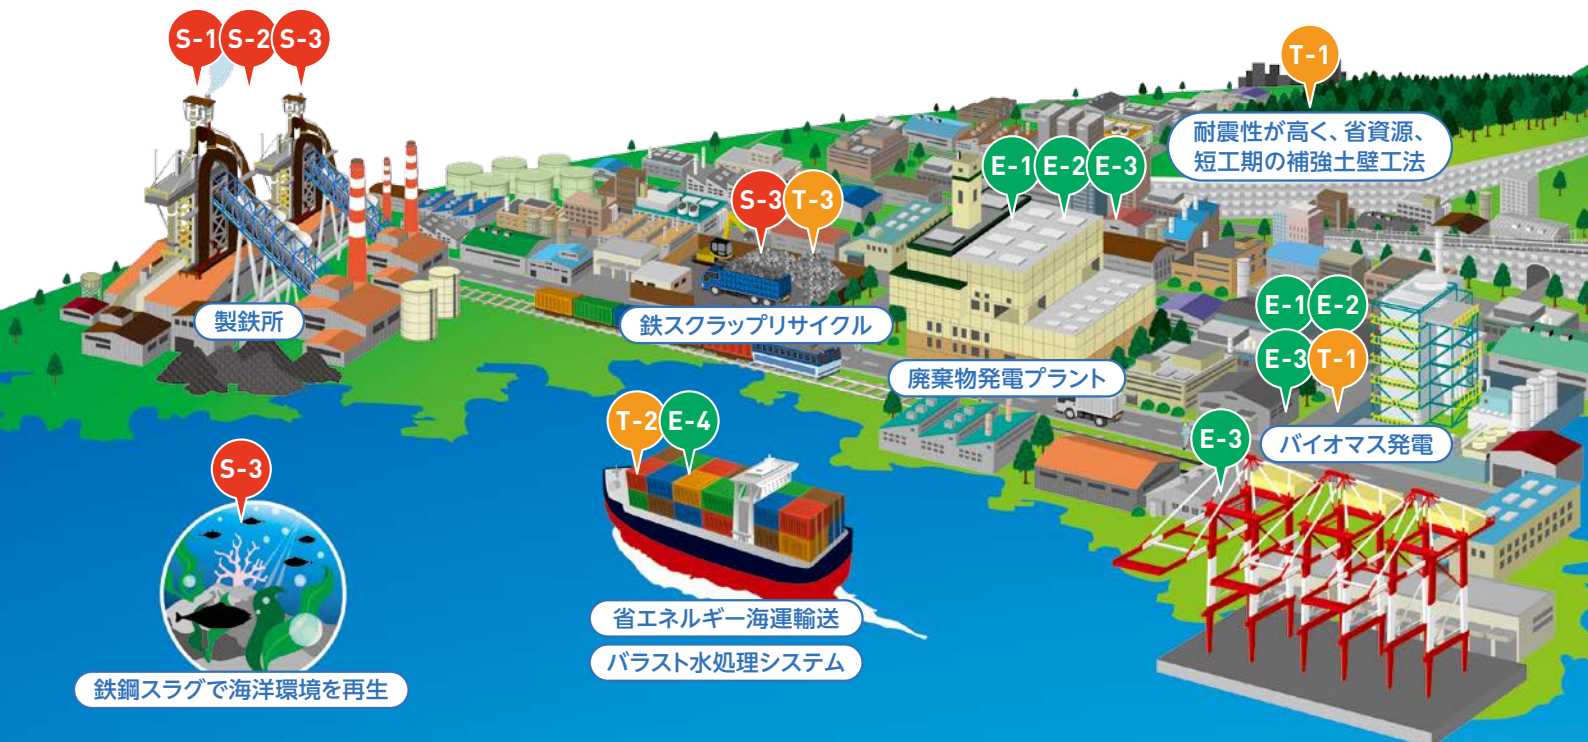 S-1 S-2 S-3
T-1
耐震性が高く、省資源、
短工期の補強土壁工法
E-1 E-2 E-3
S-3 T-3
製鉄所
鉄スクラップリサイクル
廃棄物発電プラント
E-1 E-2
E-3 T-1
バイオマス発電
T-2 E-4
E-3
S-3
省エネルギー海運輸送
バラスト水処理システム
鉄鋼スラグで海洋環境を再生